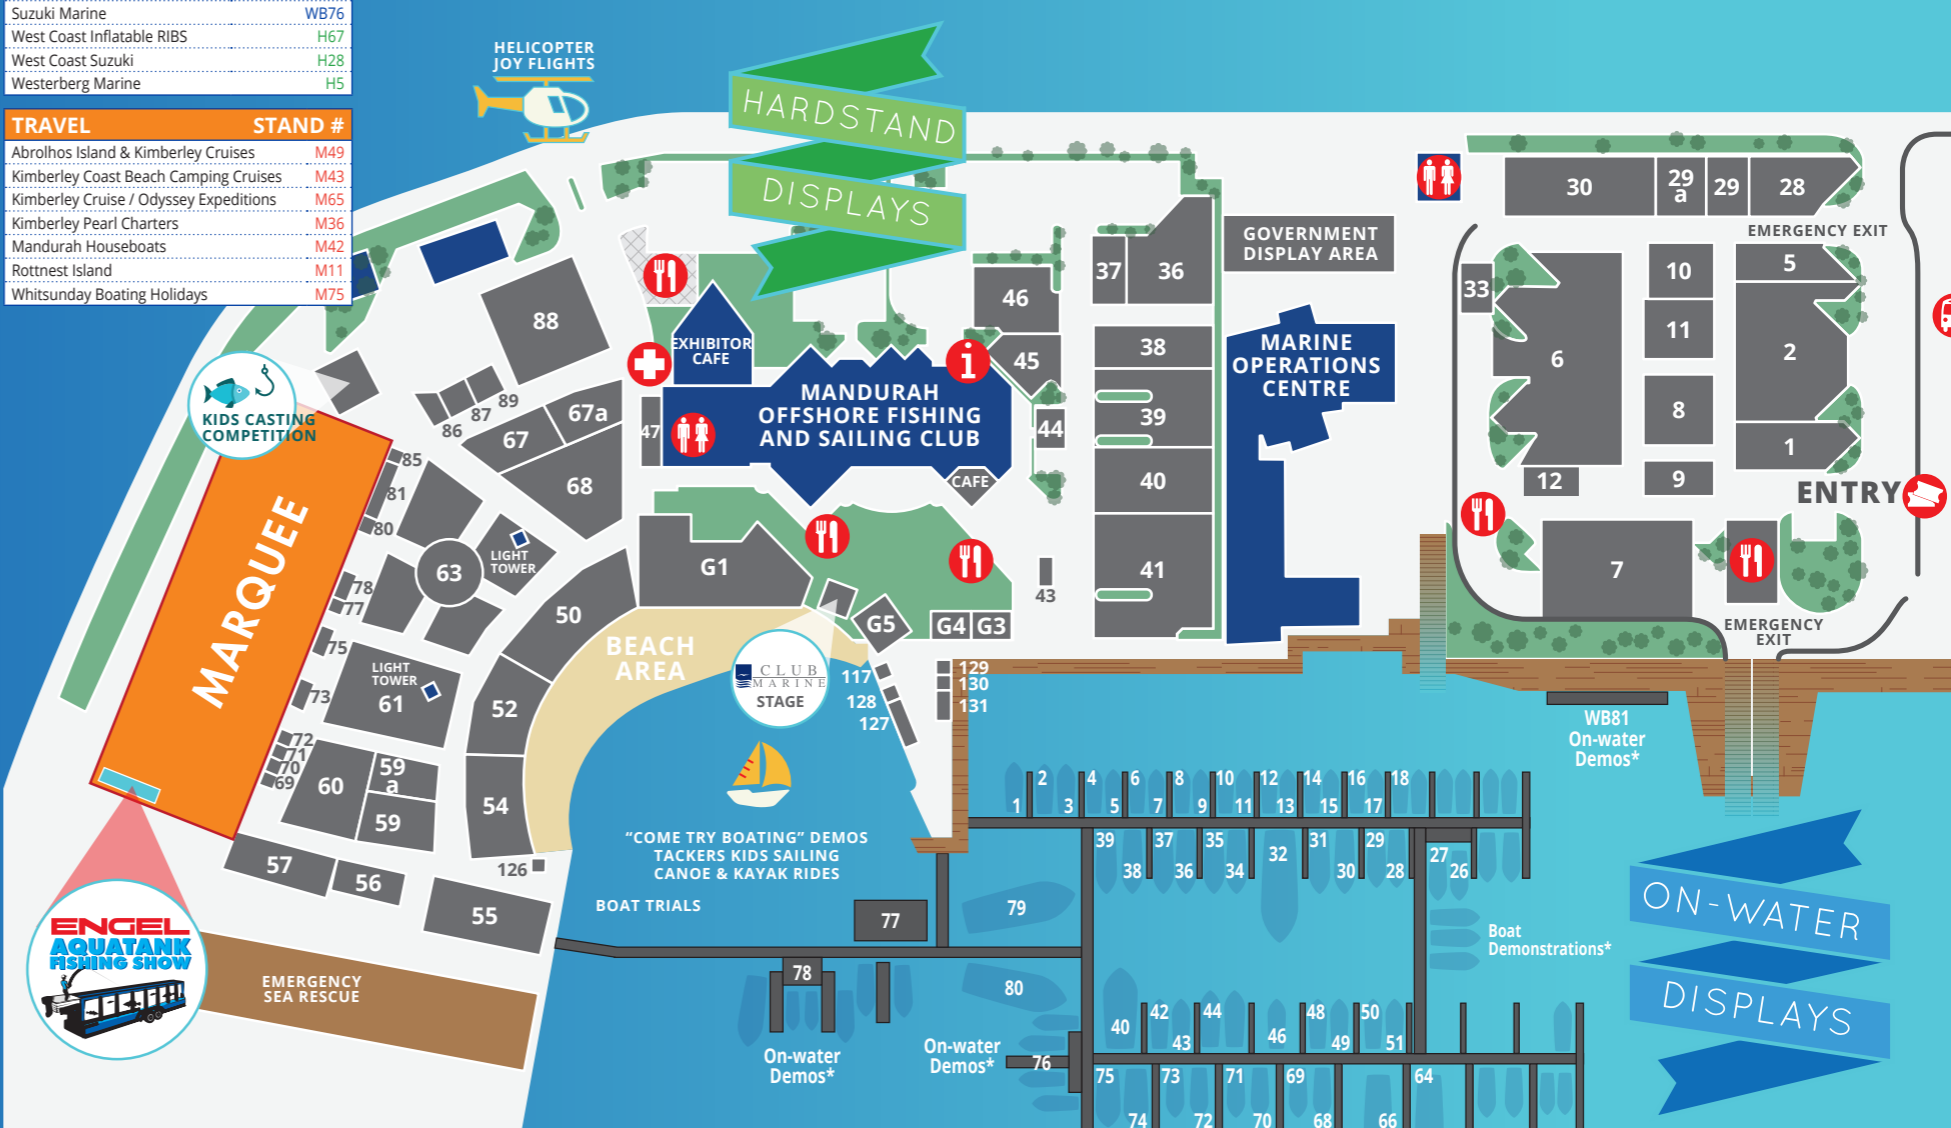 Suzuki Marine WB76
West Coast Inflatable RIBS H67
West Coast Suzuki H28
Westerberg Marine H5
TRAVEL STAND #
Abrolhos Island & Kimberley Cruises M49
Kimberley Coast Beach Camping Cruises M43
Kimberley Cruise / Odyssey Expeditions M65
Kimberley Pearl Charters M36
Mandurah Houseboats M42
Rottnest Island M11
Whitsunday Boating Holidays M75
HELICOPTER
JOY FLIGHTS
HARDSTAND
DISPLAYS
30
29
a
29
28
EMERGENCY EXIT
GOVERNMENT
DISPLAY AREA
37
36
46
33
10
5
88
11
6
2
EXHIBITOR
CAFE
i
45
38
MARINE
OPERATIONS
CENTRE
MANDURAH
OFFSHORE FISHING
AND SAILING CLUB
KIDS CASTING
COMPETITION
89
87
86
67a
67
47
44
39
8
1
85
68
CAFE
40
12
9
81
ENTRY
80
MARQUEE
LIGHT
TOWER
63
G1
43
41
7
78
77
50
G5
G4
G3
EMERGENCY
EXIT
75
BEACH
AREA
LIGHT
TOWER
61
CLUB
MARINE
STAGE
117
128
127
129
130
131
73
52
WB81
On-water
Demos*
72
71
70
69
60
59
a
59
54
2
4
6
8
10
12
14
16
18
1
3
5
7
9
11
13
15
17
"COME TRY BOATING" DEMOS
TACKERS KIDS SAILING
CANOE & KAYAK RIDES
39
37
35
32
31
29
27
38
36
34
30
28
26
57
56
126
55
BOAT TRIALS
77
79
ON-WATER
DISPLAYS
Boat
Demonstrations*
ENGEL
AQUATANK
FISHING SHOW
EMERGENCY
SEA RESCUE
78
80
40
42
43
44
46
48
49
50
51
On-water
Demos*
On-water
Demos*
76
75
73
71
69
64
74
72
70
68
66